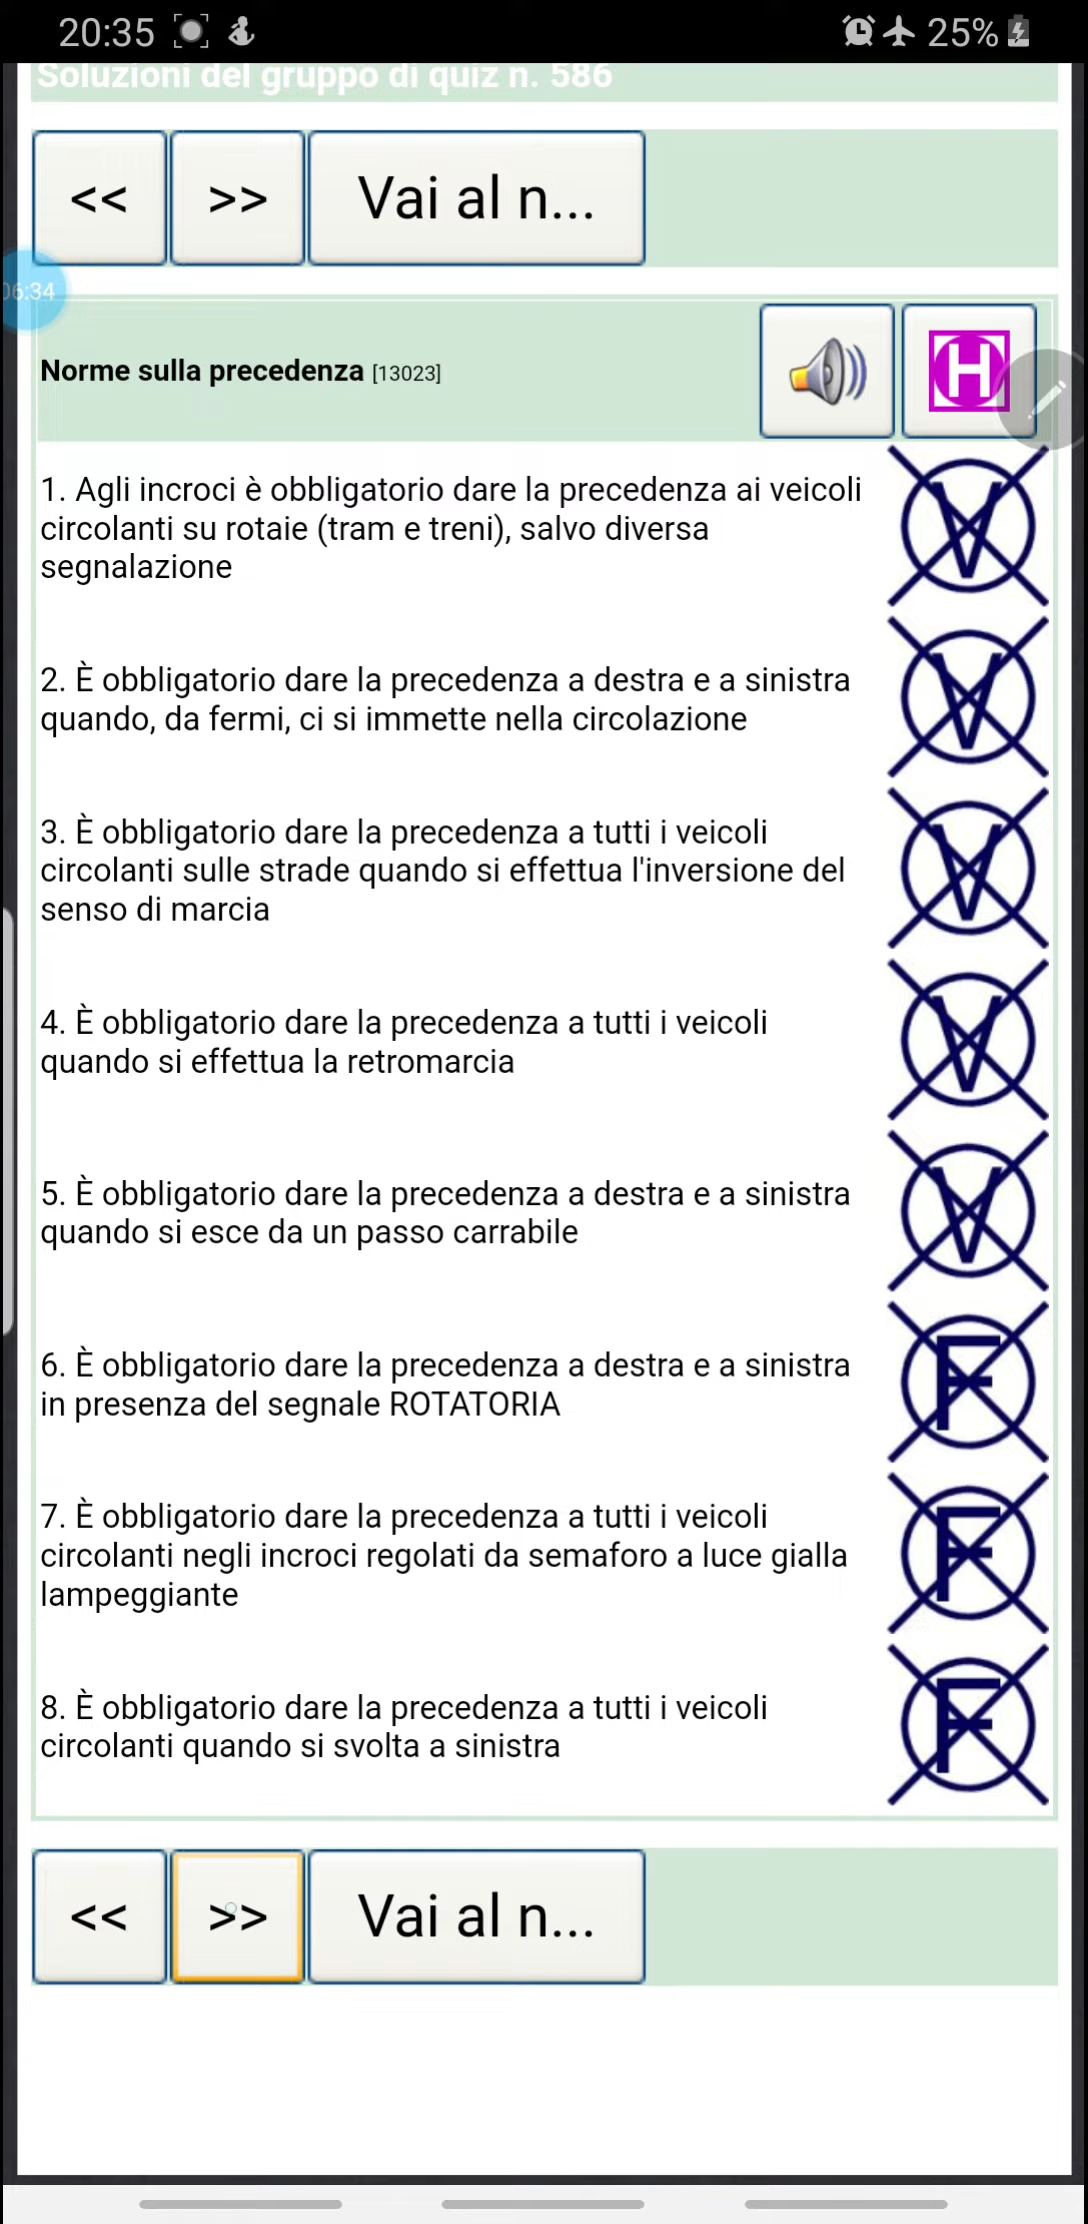 20:35
25%
Soluzioni del gruppo di quiz n. 586
<< >> Vai al n...
06:34
Norme sulla precedenza [13023]
H
1. Agli incroci è obbligatorio dare la precedenza ai veicoli
circolanti su rotaie (tram e treni), salvo diversa
segnalazione
V
2. È obbligatorio dare la precedenza a destra e a sinistra
quando, da fermi, ci si immette nella circolazione
V
3. È obbligatorio dare la precedenza a tutti i veicoli
circolanti sulle strade quando si effettua l'inversione del
senso di marcia
V
4. È obbligatorio dare la precedenza a tutti i veicoli
quando si effettua la retromarcia
V
5. È obbligatorio dare la precedenza a destra e a sinistra
quando si esce da un passo carrabile
V
6. È obbligatorio dare la precedenza a destra e a sinistra
in presenza del segnale ROTATORIA
F
7. È obbligatorio dare la precedenza a tutti i veicoli
circolanti negli incroci regolati da semaforo a luce gialla
lampeggiante
F
8. È obbligatorio dare la precedenza a tutti i veicoli
circolanti quando si svolta a sinistra
F
<< >> Vai al n...